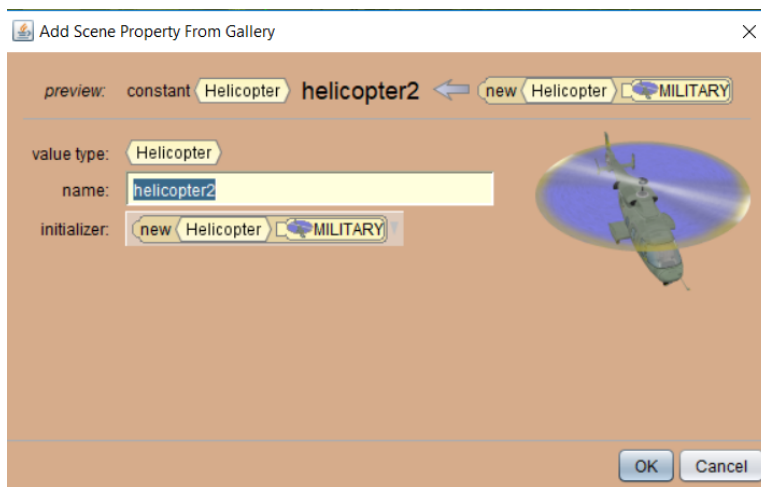 Add Scene Property From Gallery
preview: constant Helicopter helicopter2 new Helicopter MILITARY
value type: Helicopter
name: helicopter2
initializer: new Helicopter MILITARY
OK Cancel